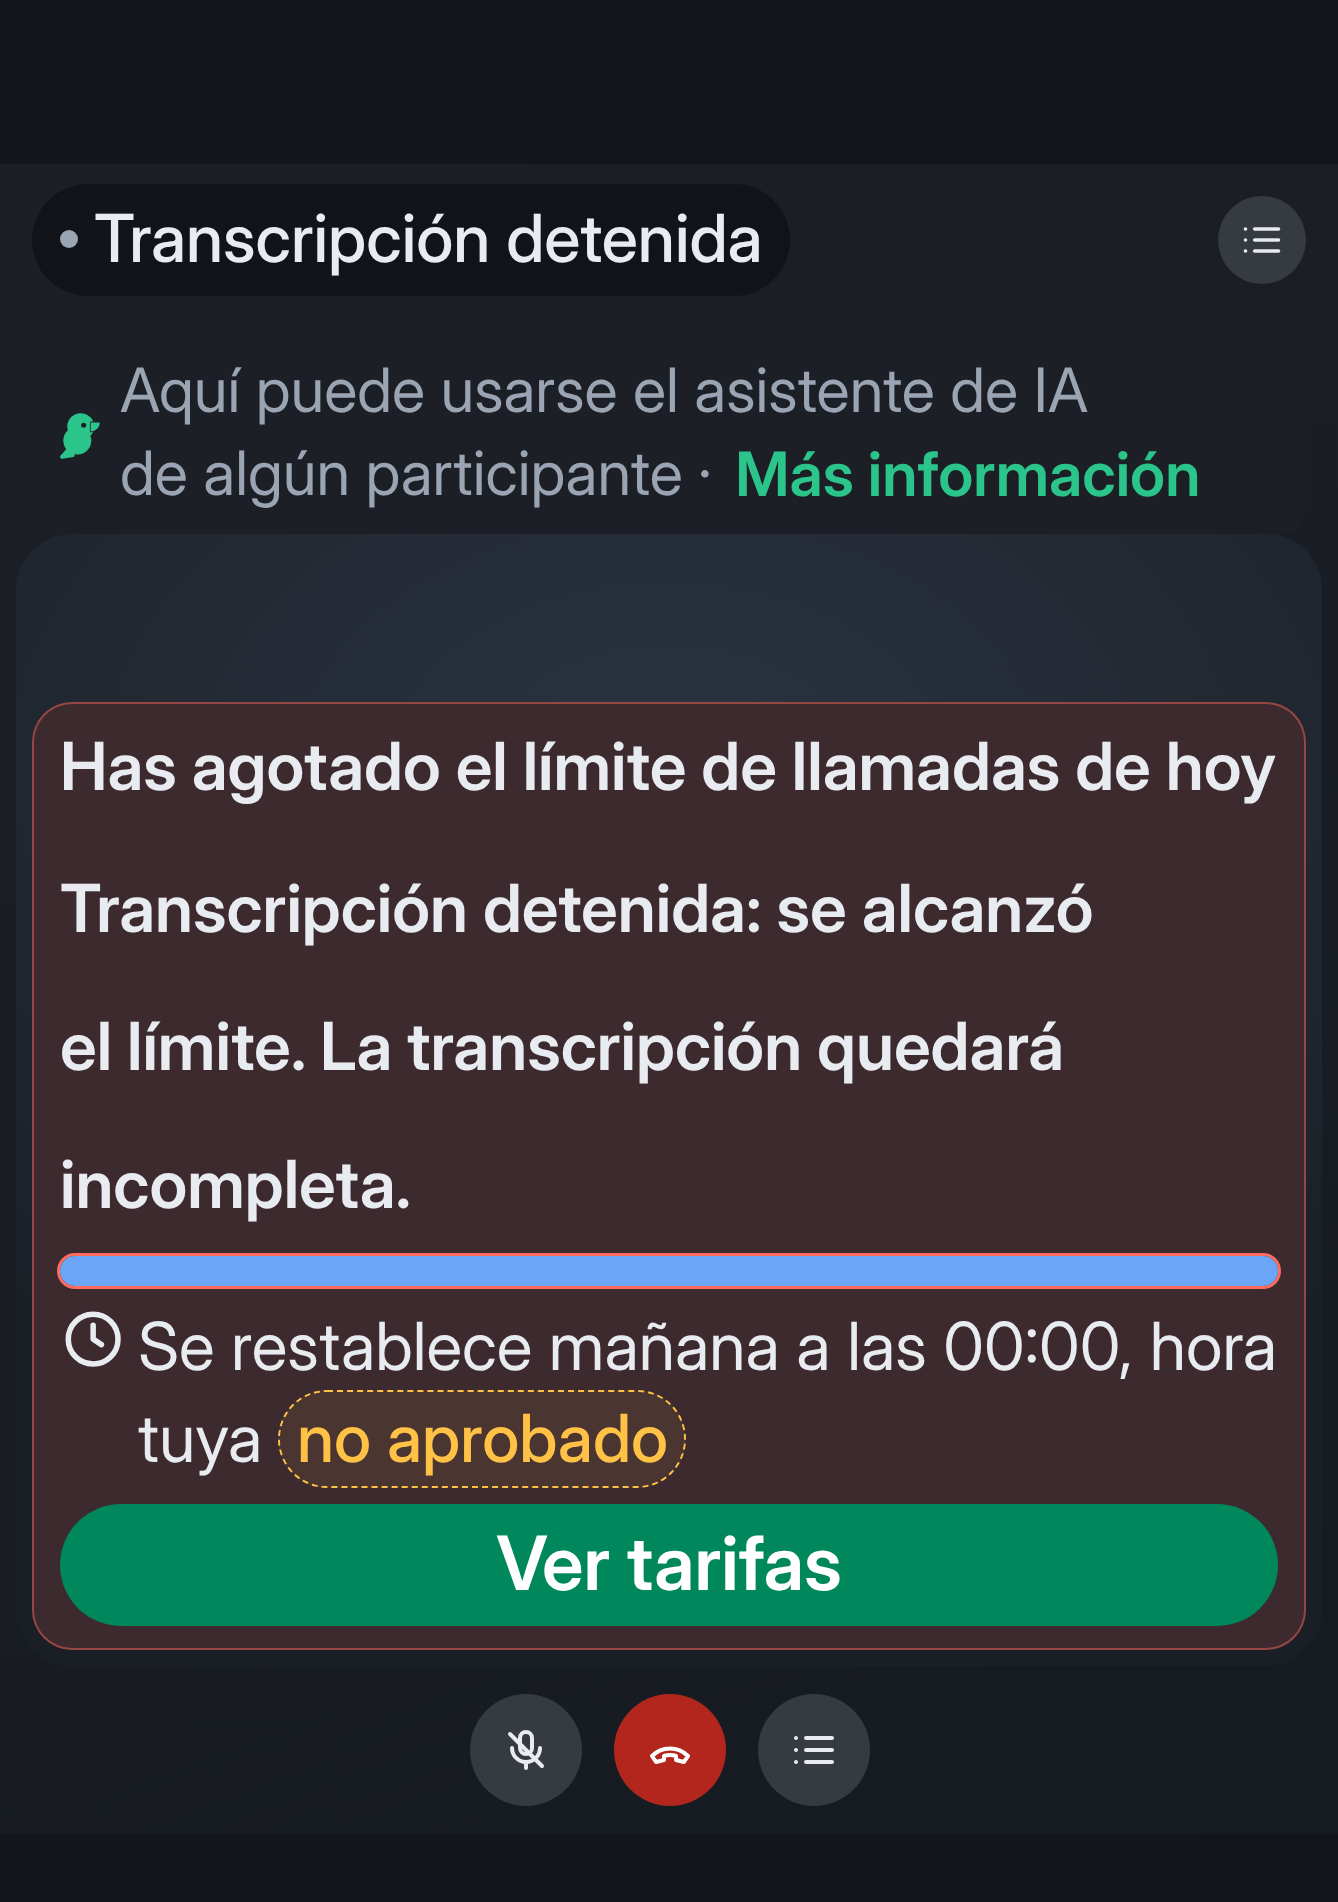 Transcripción detenida
Aquí puede usarse el asistente de IA
de algún participante · Más información
Has agotado el límite de llamadas de hoy
Transcripción detenida: se alcanzó
el límite. La transcripción quedará
incompleta.
Se restablece mañana a las 00:00, hora
tuya no aprobado
Ver tarifas